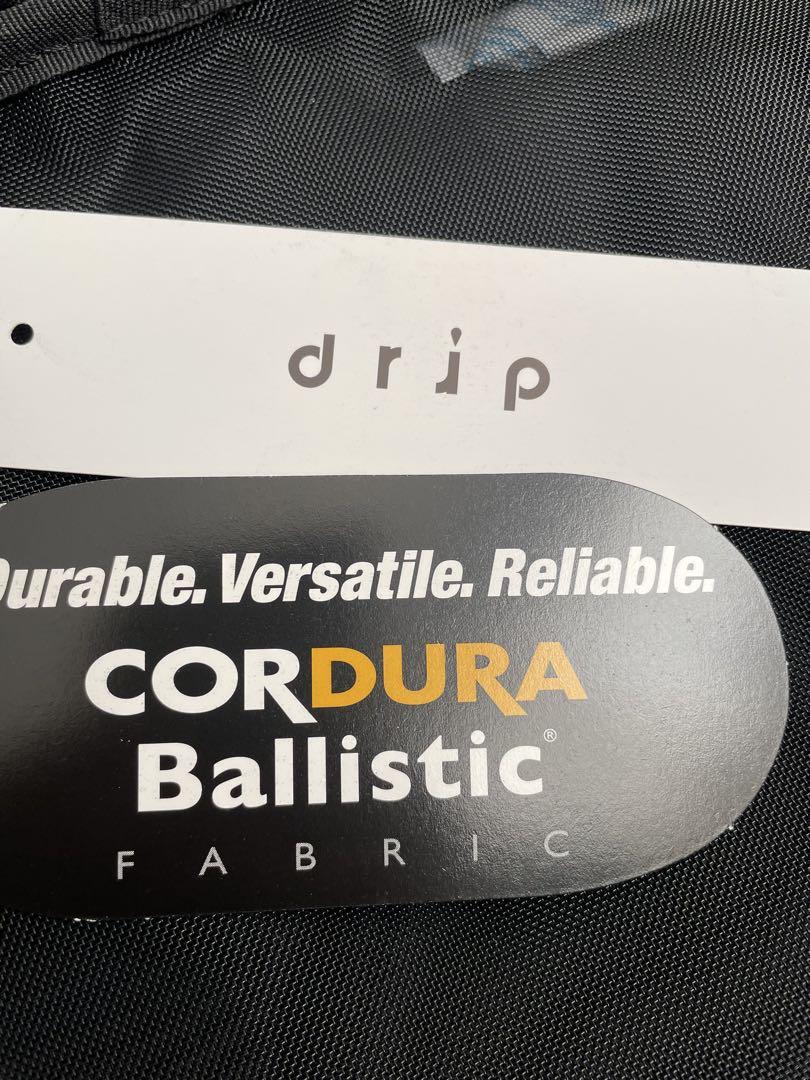 drip
Durable. Versatile. Reliable.
CORDURA
Ballistic®
FABRIC